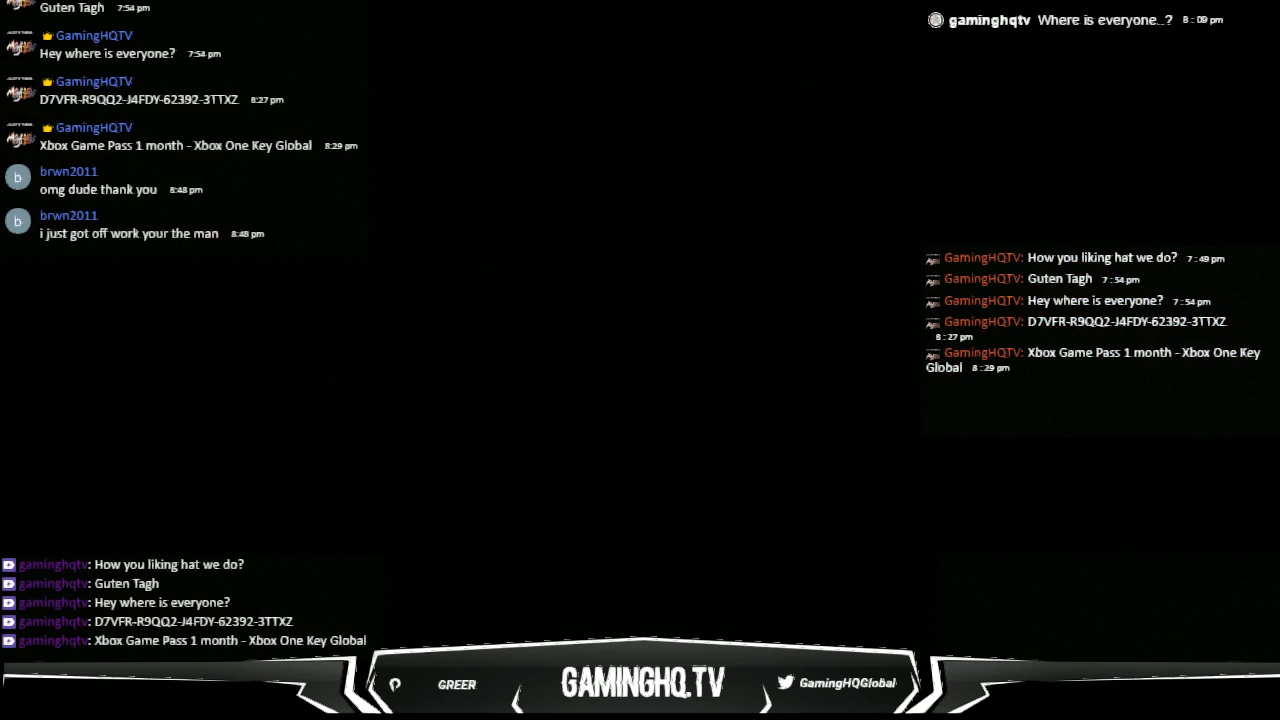 Guten Tagh 7:54 pm
GamingHQTV
Hey where is everyone? 7:54 pm
GamingHQTV
D7VFR-R9QQ2-J4FDY-62392-3TTXZ 8:27 pm
GamingHQTV
Xbox Game Pass 1 month - Xbox One Key Global 8:29 pm
b brwn2011
omg dude thank you 8:48 pm
b brwn2011
i just got off work your the man 8:48 pm
gaminghqtv Where is everyone..? 8:09 pm
GamingHQTV: How you liking hat we do? 7:49 pm
GamingHQTV: Guten Tagh 7:54 pm
GamingHQTV: Hey where is everyone? 7:54 pm
GamingHQTV: D7VFR-R9QQ2-J4FDY-62392-3TTXZ
8:27 pm
GamingHQTV: Xbox Game Pass 1 month - Xbox One Key
Global 8:29 pm
gaminghqtv: How you liking hat we do?
gaminghqtv: Guten Tagh
gaminghqtv: Hey where is everyone?
gaminghqtv: D7VFR-R9QQ2-J4FDY-62392-3TTXZ
gaminghqtv: Xbox Game Pass 1 month - Xbox One Key Global
GREER
GAMINGHQ.TV
GamingHQGlobal